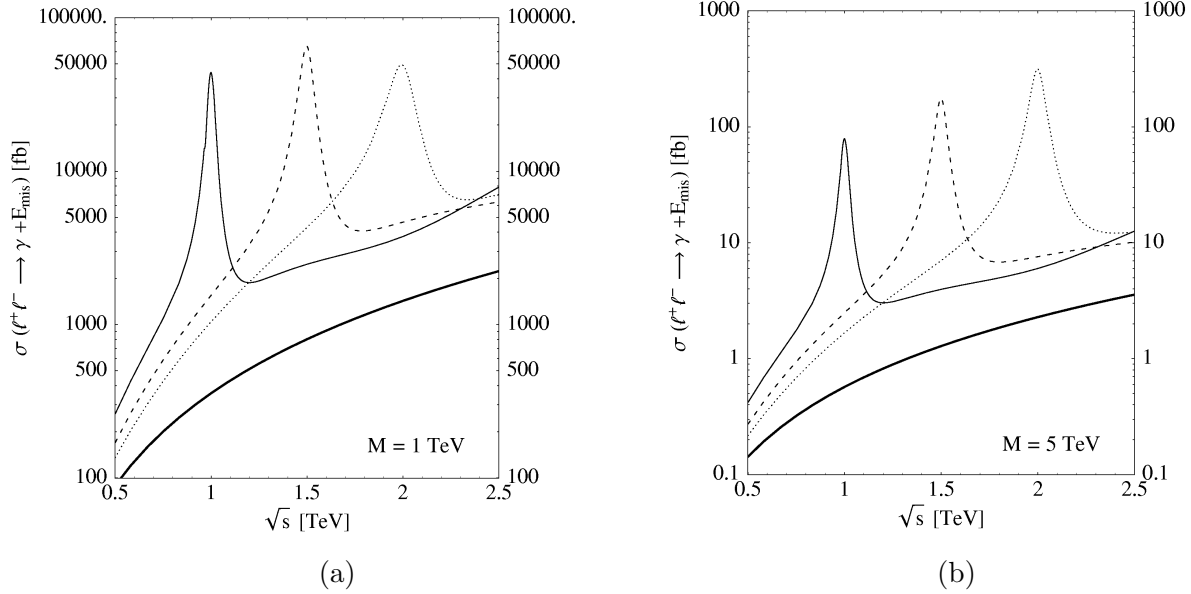 100000.
100000.
50000
50000
10000
10000
5000
5000
1000
1000
500
500
100
100
σ (ℓ⁺ℓ⁻ → γ +E_mis) [fb]
M = 1 TeV
0.5 1 1.5 2 2.5
√s [TeV]
(a)
1000
1000
100
100
10
10
1
1
0.1
0.1
σ (ℓ⁺ℓ⁻ → γ +E_mis) [fb]
M = 5 TeV
0.5 1 1.5 2 2.5
√s [TeV]
(b)